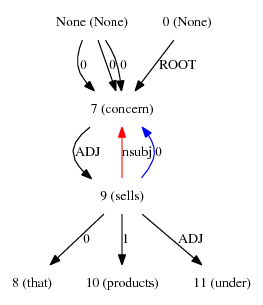 None (None) 0 (None)
0 0 0 ROOT
7 (concern)
ADJ nsubj 0
9 (sells)
0 1 ADJ
8 (that) 10 (products) 11 (under)